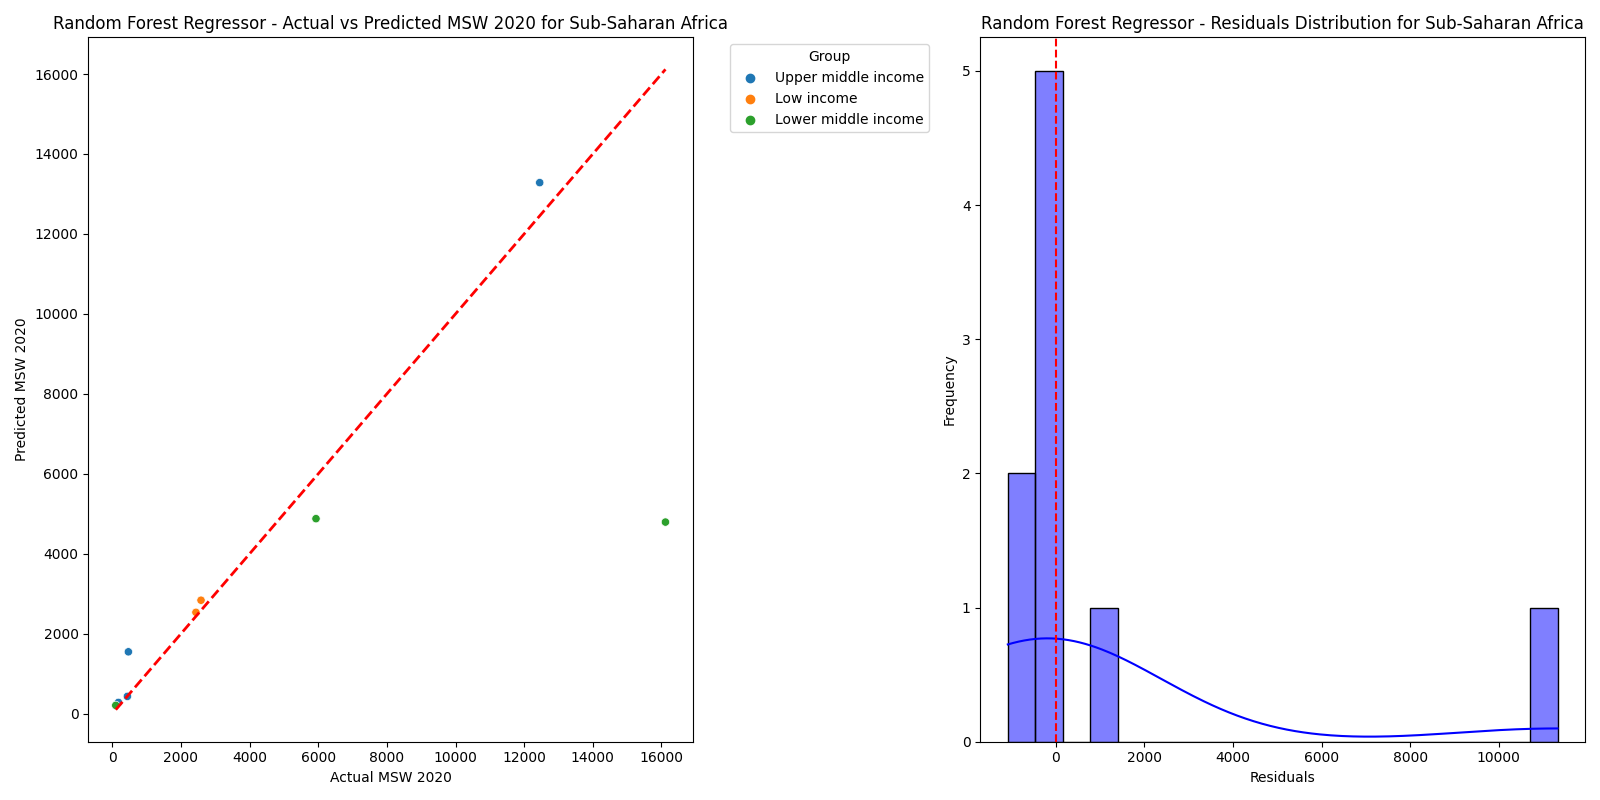 Random Forest Regressor - Actual vs Predicted MSW 2020 for Sub-Saharan Africa
16000
14000
12000
10000
8000
6000
4000
2000
0
Predicted MSW 2020
0 2000 4000 6000 8000 10000 12000 14000 16000
Actual MSW 2020
Group
Upper middle income
Low income
Lower middle income
Random Forest Regressor - Residuals Distribution for Sub-Saharan Africa
5
4
3
2
1
0
Frequency
0 2000 4000 6000 8000 10000
Residuals